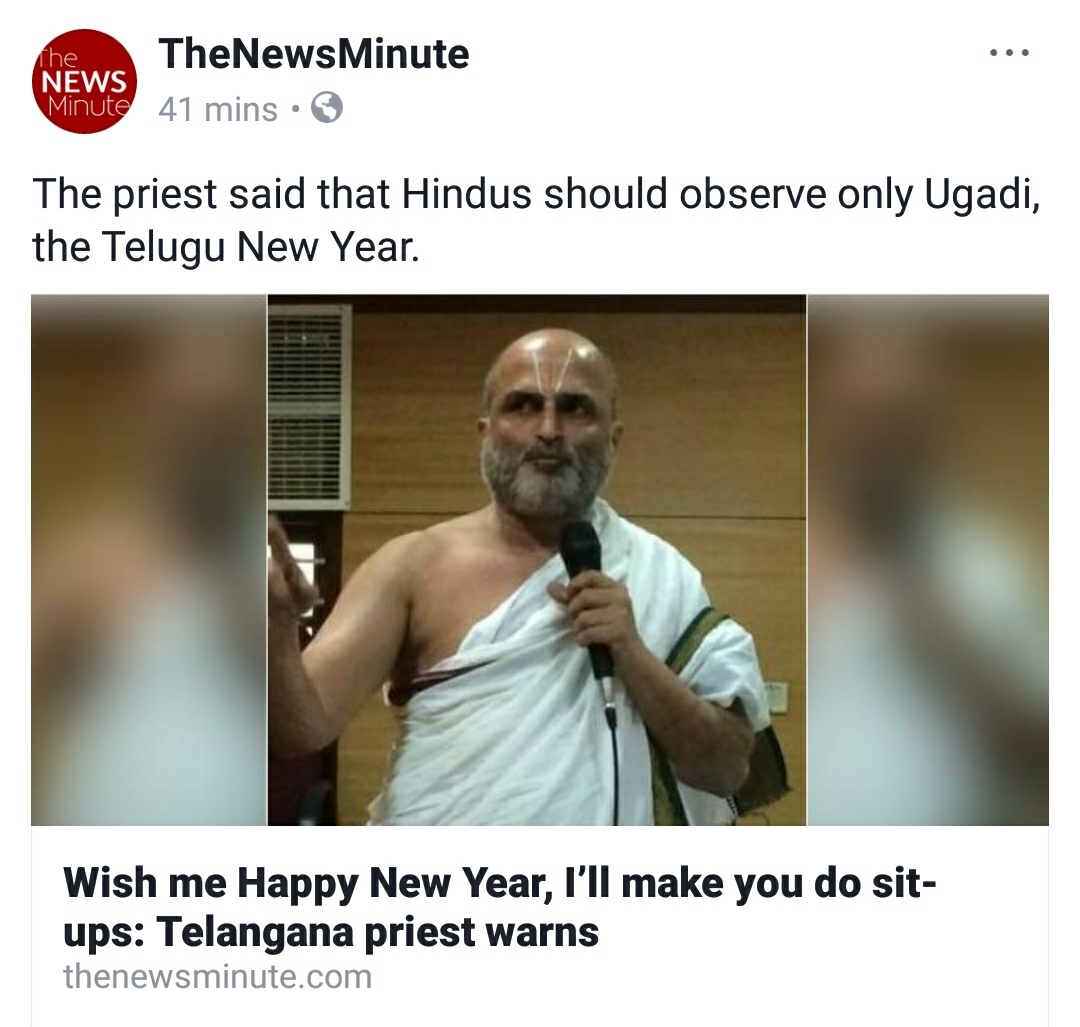 The
NEWS
Minute
TheNewsMinute
41 mins •
The priest said that Hindus should observe only Ugadi,
the Telugu New Year.
Wish me Happy New Year, I’ll make you do sit-
ups: Telangana priest warns
thenewsminute.com